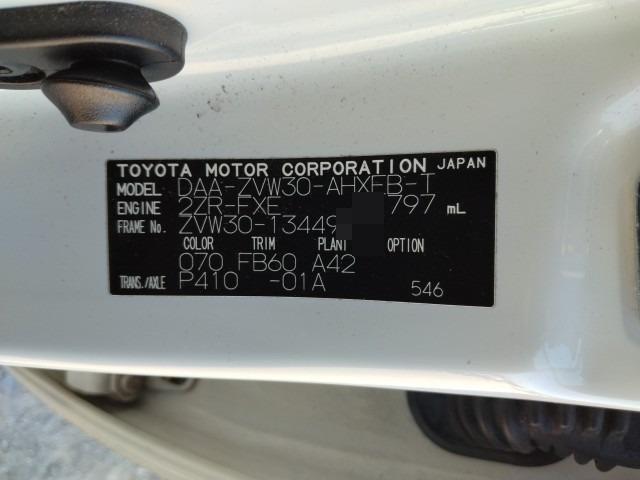 TOYOTA MOTOR CORPORATION JAPAN
MODEL DAA-ZVW30-AHXEB-T
ENGINE 2ZR-FXE 797 mL
FRAME No. ZVW30-13449
COLOR TRIM PLANT OPTION
070 FB60 A42
TRANS./AXLE P410 -01A 546